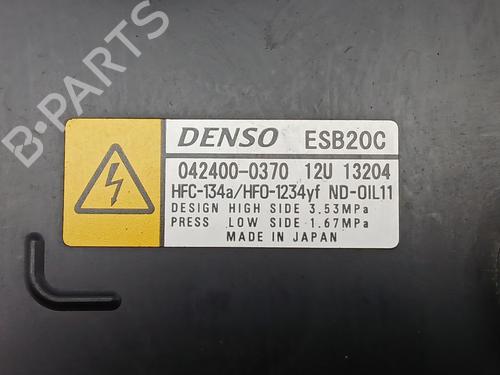 DENSO ESB20C
042400-0370 12U 13204
HFC-134a/HFO-1234yf ND-OIL11
DESIGN HIGH SIDE 3.53MPa
PRESS LOW SIDE 1.67MPa
MADE IN JAPAN
B-PARTS